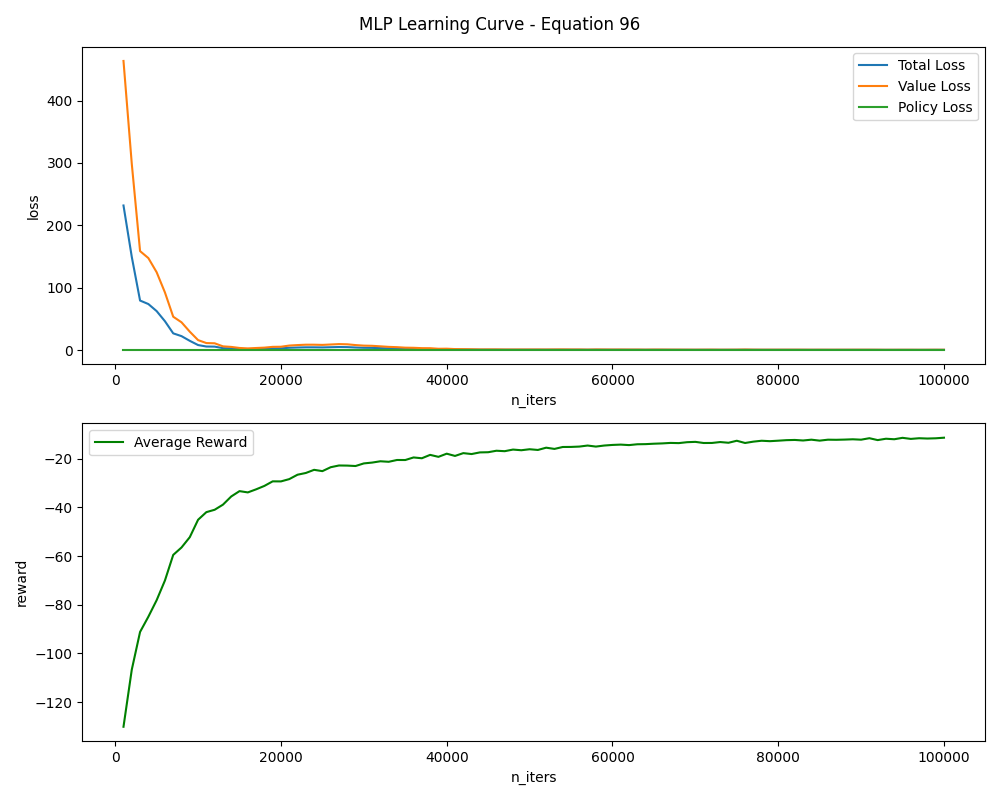 MLP Learning Curve - Equation 96
Total Loss
Value Loss
Policy Loss
loss
400
300
200
100
0
0 20000 40000 60000 80000 100000
n_iters
Average Reward
reward
−20
−40
−60
−80
−100
−120
0 20000 40000 60000 80000 100000
n_iters